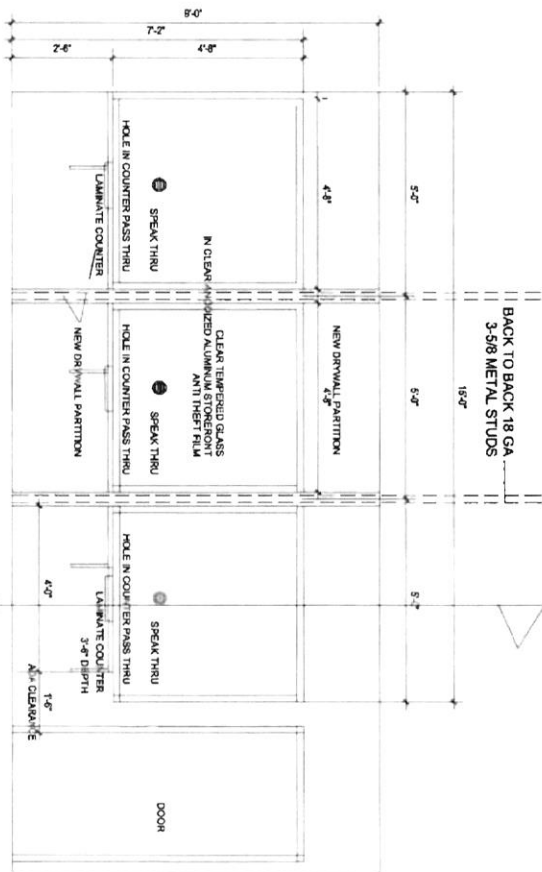 BACK TO BACK 18 GA
3-5/8 METAL STUDS
15'-0"
5'-0"
5'-0"
4'-8"
NEW DRYWALL PARTITION
4'-8"
9'-0"
7'-2"
4'-8"
2'-6"
CLEAR TEMPERED GLASS
IN CLEAR ANODIZED ALUMINUM STOREFRONT
ANTI THEFT FILM
SPEAK THRU
SPEAK THRU
SPEAK THRU
HOLE IN COUNTER PASS THRU
HOLE IN COUNTER PASS THRU
HOLE IN COUNTER PASS THRU
LAMINATE COUNTER
NEW DRYWALL PARTITION
LAMINATE COUNTER
3'-6" DEPTH
4'-0"
1'-6"
ADA CLEARANCE
DOOR